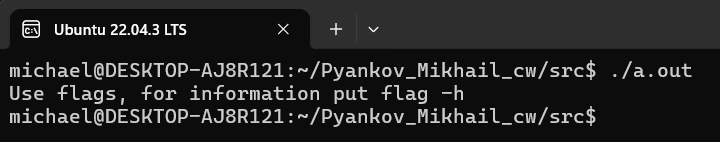 Ubuntu 22.04.3 LTS
michael@DESKTOP-AJ8R121:~/Pyankov_Mikhail_cw/src$ ./a.out
Use flags, for information put flag -h
michael@DESKTOP-AJ8R121:~/Pyankov_Mikhail_cw/src$